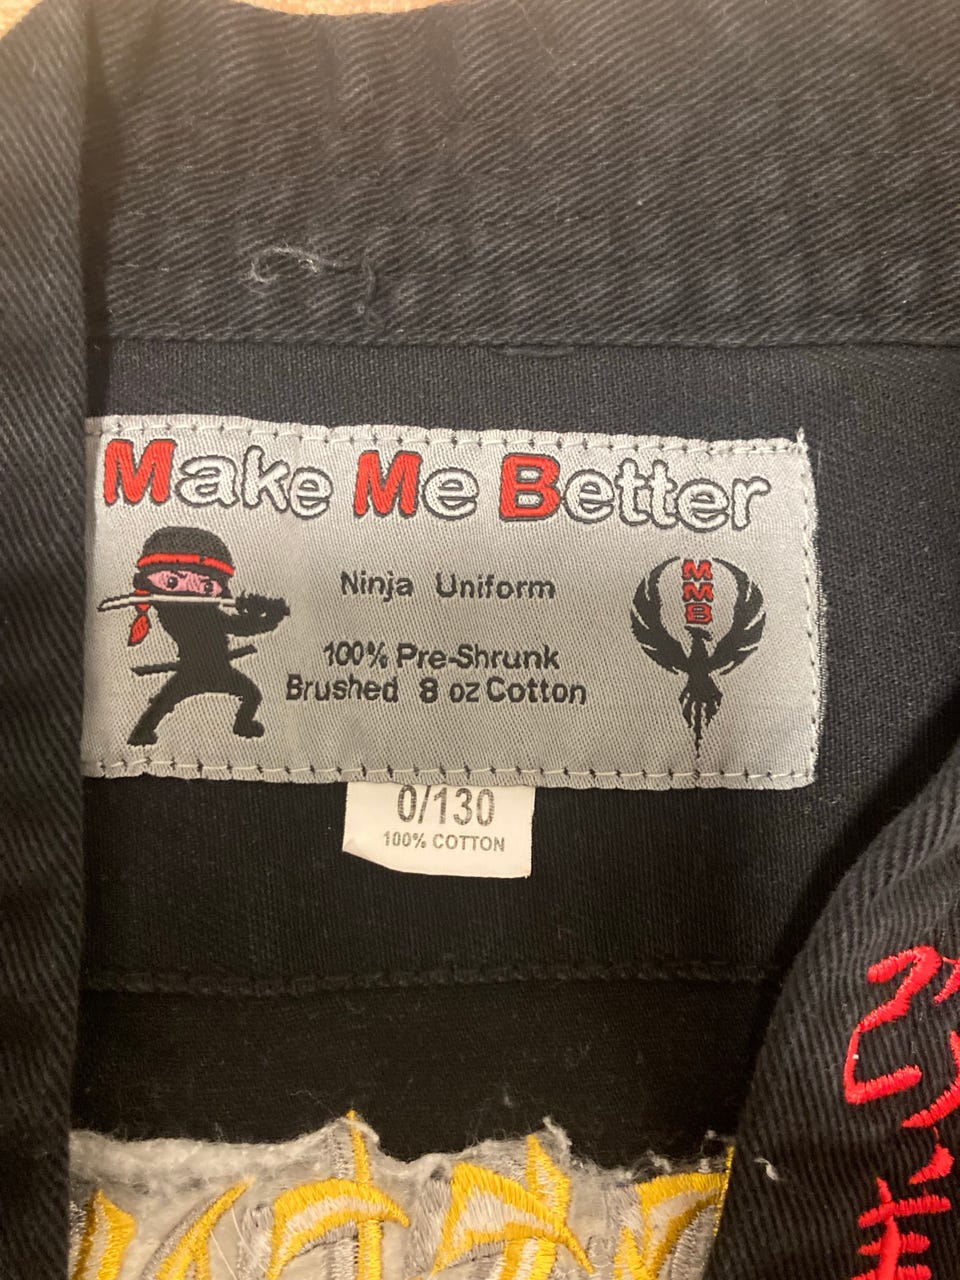 Make Me Better
Ninja Uniform
100% Pre-Shrunk
Brushed 8 oz Cotton
MMB
0/130
100% COTTON